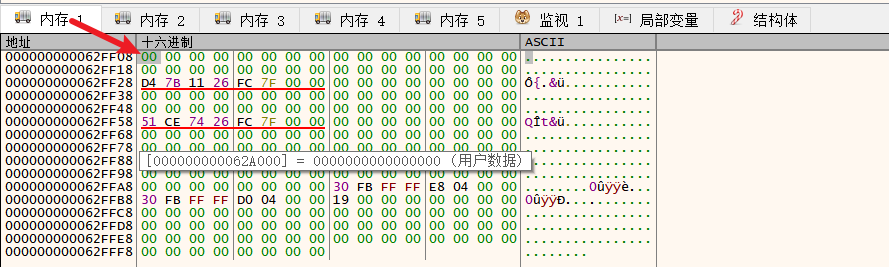 内存 1 内存 2 内存 3 内存 4 内存 5 监视 1 [x=] 局部变量 结构体
地址 十六进制 ASCII
000000000062FF08 00 00 00 00 00 00 00 00 00 00 00 00 00 00 00 00 ................
000000000062FF18 00 00 00 00 00 00 00 00 00 00 00 00 00 00 00 00 ................
000000000062FF28 D4 7B 11 26 FC 7F 00 00 00 00 00 00 00 00 00 00 Ô{.&ü...........
000000000062FF38 00 00 00 00 00 00 00 00 00 00 00 00 00 00 00 00 ................
000000000062FF48 00 00 00 00 00 00 00 00 00 00 00 00 00 00 00 00 ................
000000000062FF58 51 CE 74 26 FC 7F 00 00 00 00 00 00 00 00 00 00 QÎt&ü...........
000000000062FF68 00 00 00 00 00 00 00 00 00 00 00 00 00 00 00 00 ................
000000000062FF78 00 00 00 00 00 00 00 00 00 00 00 00 00 00 00 00 ................
000000000062FF88 [000000000062A000] = 0000000000000000 (用户数据)
000000000062FF98 00 00 00 00 00 00 00 00 00 00 00 00 00 00 00 00 ................
000000000062FFA8 00 00 00 00 00 00 00 00 30 FB FF FF E8 04 00 00 ........0ûÿÿè...
000000000062FFB8 30 FB FF FF D0 04 00 00 19 00 00 00 00 00 00 00 0ûÿÿÐ...........
000000000062FFC8 00 00 00 00 00 00 00 00 00 00 00 00 00 00 00 00 ................
000000000062FFD8 00 00 00 00 00 00 00 00 00 00 00 00 00 00 00 00 ................
000000000062FFE8 00 00 00 00 00 00 00 00 00 00 00 00 00 00 00 00 ................
000000000062FFF8 00 00 00 00 00 00 00 00 ........